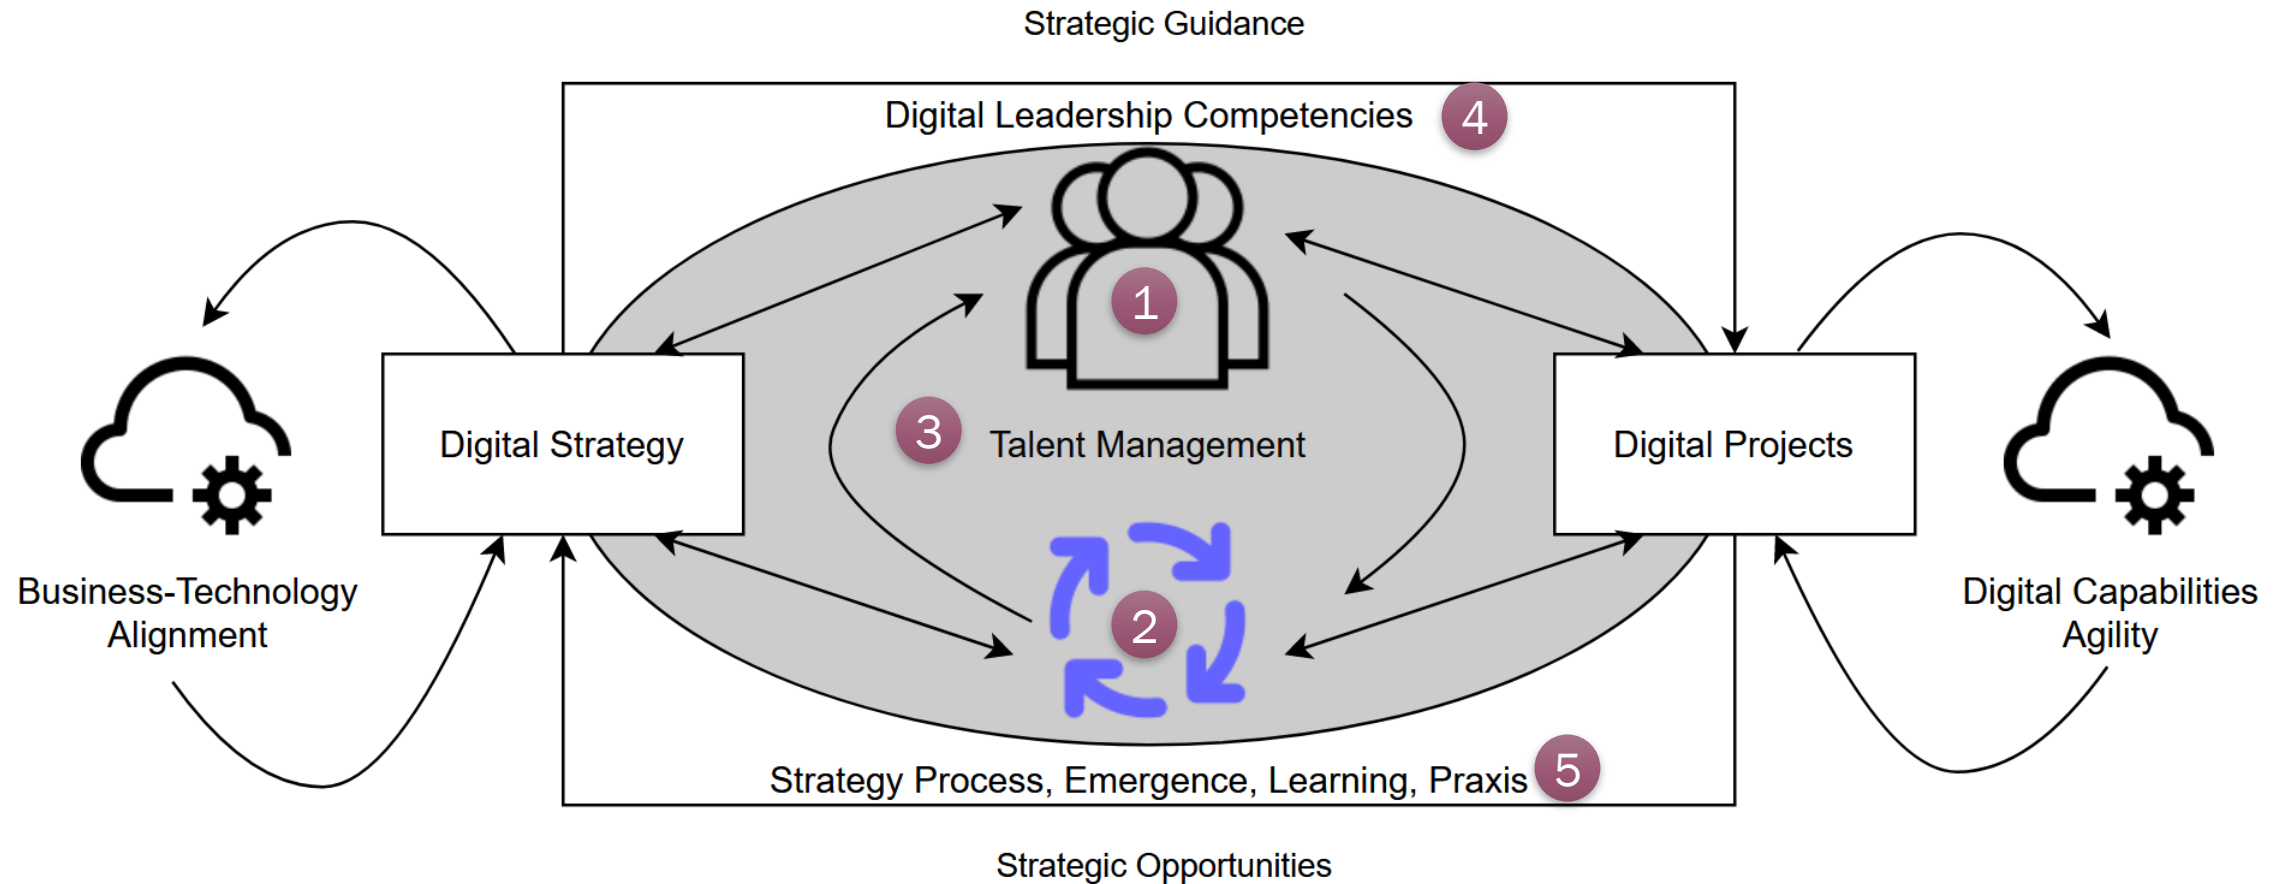 Strategic Guidance
Digital Leadership Competencies 4
1
Digital Strategy
3 Talent Management
Digital Projects
Business-Technology
Alignment
2
Digital Capabilities
Agility
Strategy Process, Emergence, Learning, Praxis 5
Strategic Opportunities